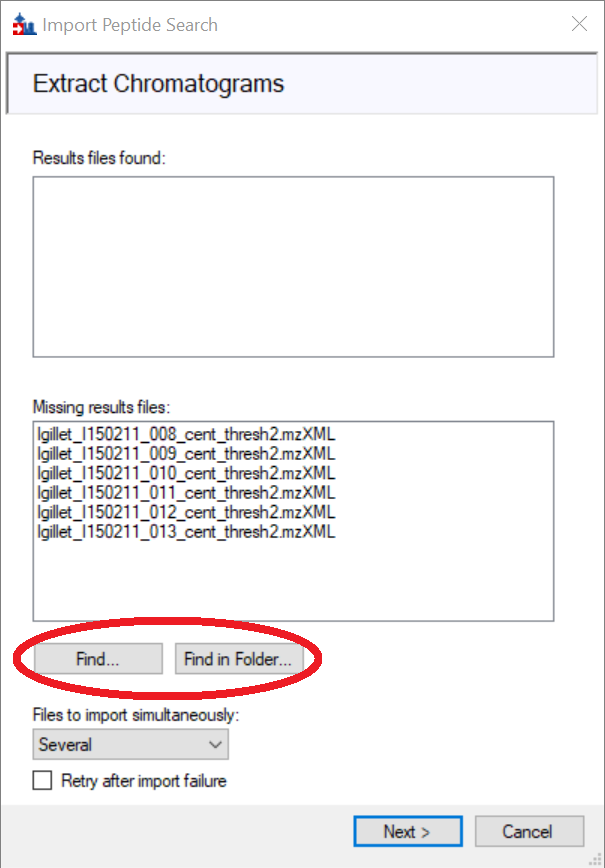 Import Peptide Search
Extract Chromatograms
Results files found:
Missing results files:
lgillet_I150211_008_cent_thresh2.mzXML
lgillet_I150211_009_cent_thresh2.mzXML
lgillet_I150211_010_cent_thresh2.mzXML
lgillet_I150211_011_cent_thresh2.mzXML
lgillet_I150211_012_cent_thresh2.mzXML
lgillet_I150211_013_cent_thresh2.mzXML
Find... Find in Folder...
Files to import simultaneously:
Several
Retry after import failure
Next > Cancel